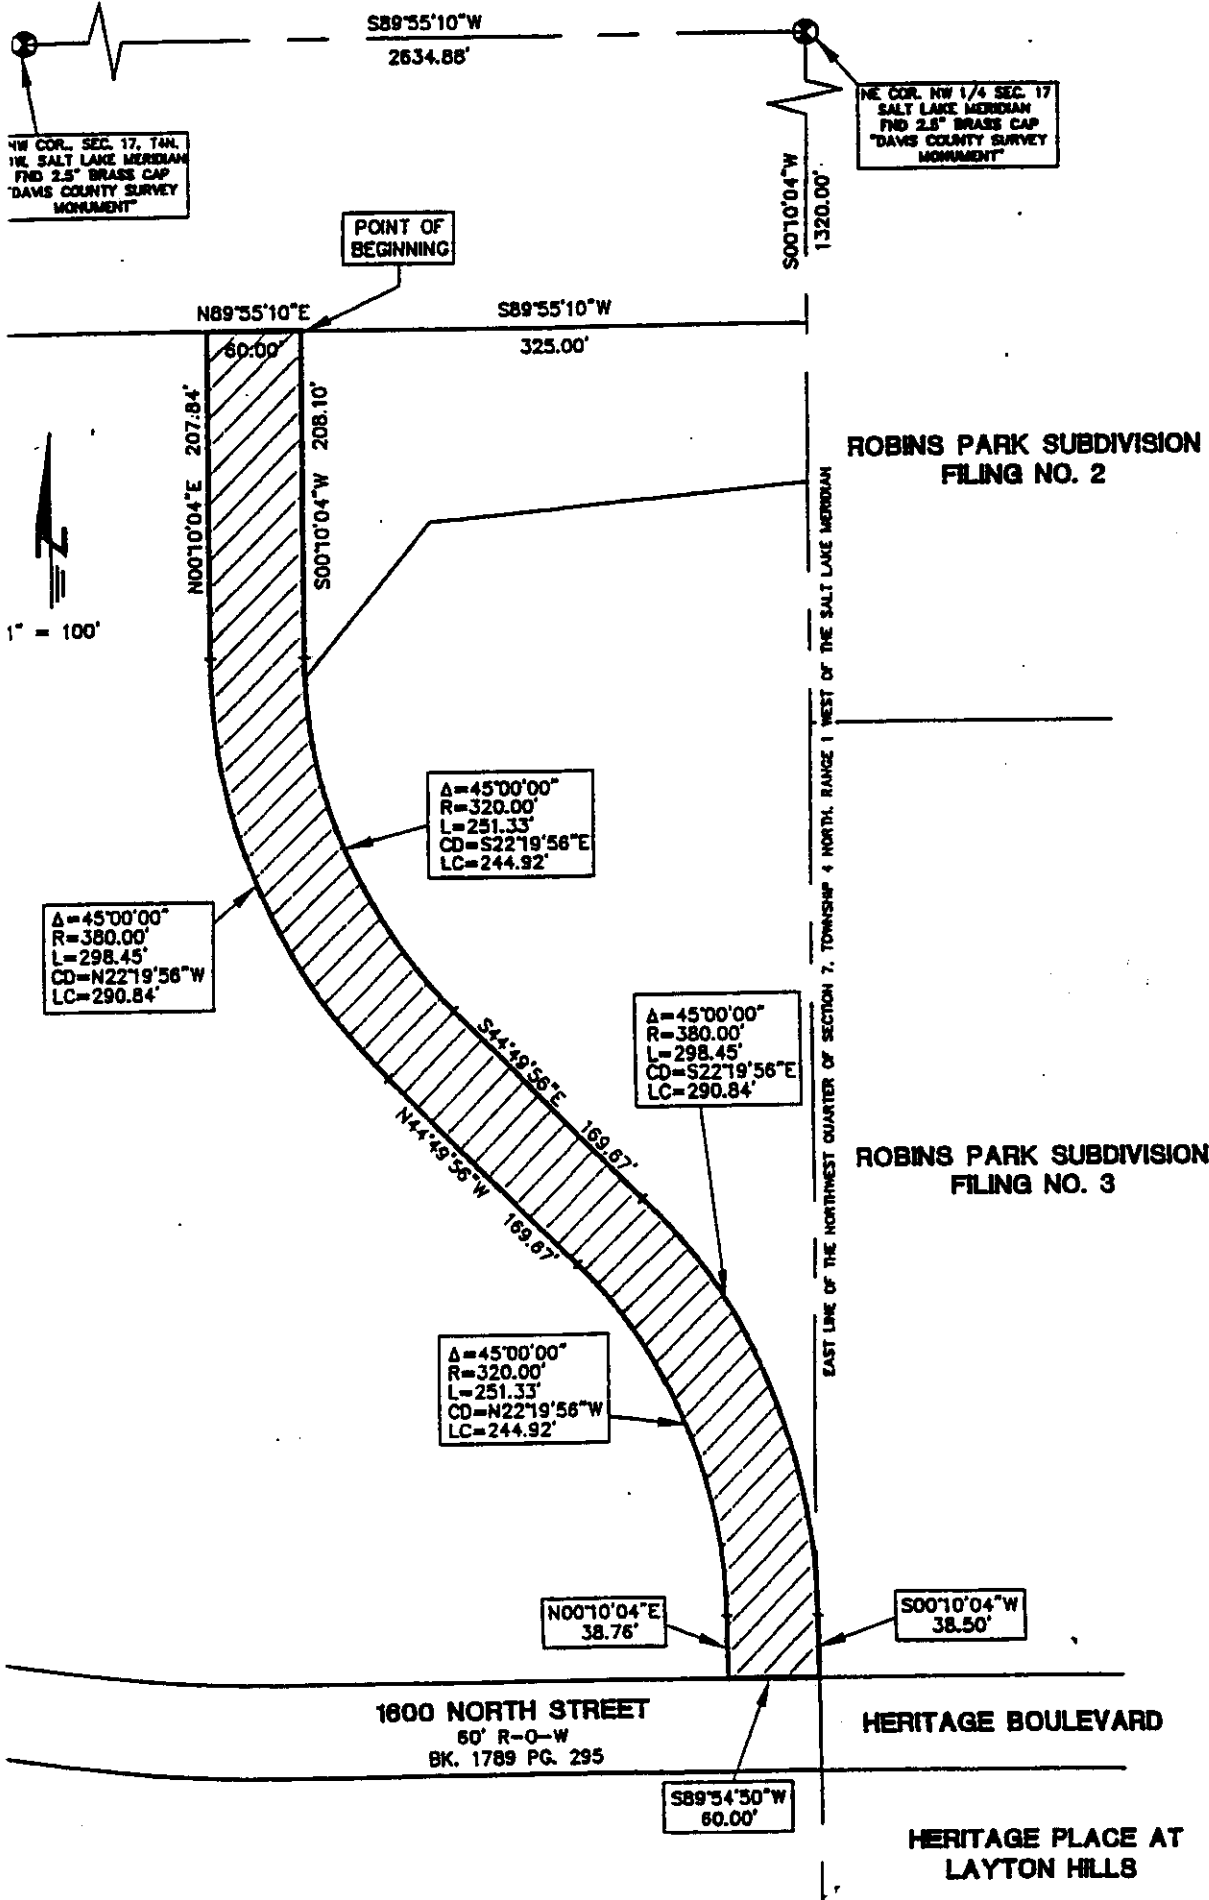 S89°55'10"W
2634.88'
NW COR., SEC. 17, T4N,
1W, SALT LAKE MERIDIAN
FND 2.5" BRASS CAP
"DAVIS COUNTY SURVEY
MONUMENT"
NE COR. NW 1/4 SEC. 17
SALT LAKE MERIDIAN
FND 2.5" BRASS CAP
"DAVIS COUNTY SURVEY
MONUMENT"
S00°10'04"W
1320.00'
POINT OF
BEGINNING
N89°55'10"E
60.00'
S89°55'10"W
325.00'
N00°10'04"E 207.84'
S00°10'04"W 208.10'
ROBINS PARK SUBDIVISION
FILING NO. 2
1" = 100'
EAST LINE OF THE NORTHWEST QUARTER OF SECTION 7, TOWNSHIP 4 NORTH, RANGE 1 WEST OF THE SALT LAKE MERIDIAN
Δ=45°00'00"
R=320.00'
L=251.33'
CD=S22°19'56"E
LC=244.92'
Δ=45°00'00"
R=380.00'
L=298.45'
CD=N22°19'56"W
LC=290.84'
S44°49'56"E 169.67'
N44°49'56"W 169.67'
Δ=45°00'00"
R=380.00'
L=298.45'
CD=S22°19'56"E
LC=290.84'
ROBINS PARK SUBDIVISION
FILING NO. 3
Δ=45°00'00"
R=320.00'
L=251.33'
CD=N22°19'56"W
LC=244.92'
N00°10'04"E
38.76'
S00°10'04"W
38.50'
1600 NORTH STREET
60' R-O-W
BK. 1789 PG. 295
HERITAGE BOULEVARD
S89°54'50"W
60.00'
HERITAGE PLACE AT
LAYTON HILLS